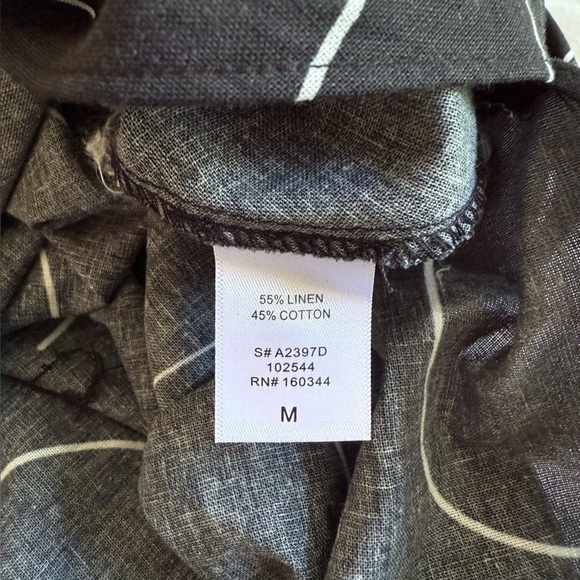 55% LINEN
45% COTTON
S# A2397D
102544
RN# 160344
M